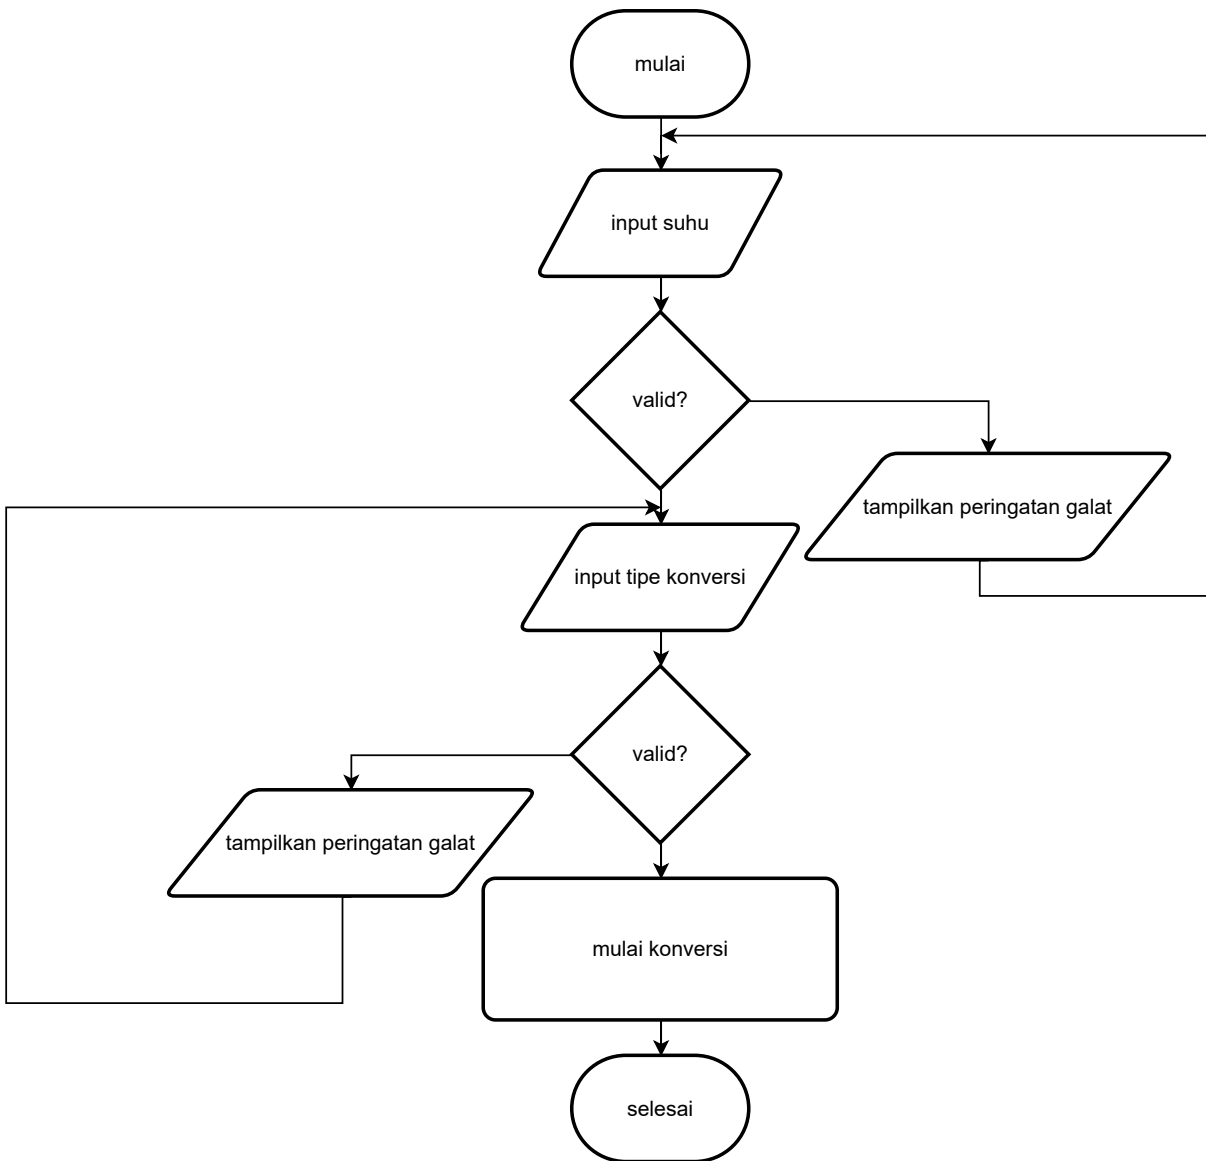 mulai
input suhu
valid?
tampilkan peringatan galat
input tipe konversi
valid?
tampilkan peringatan galat
mulai konversi
selesai